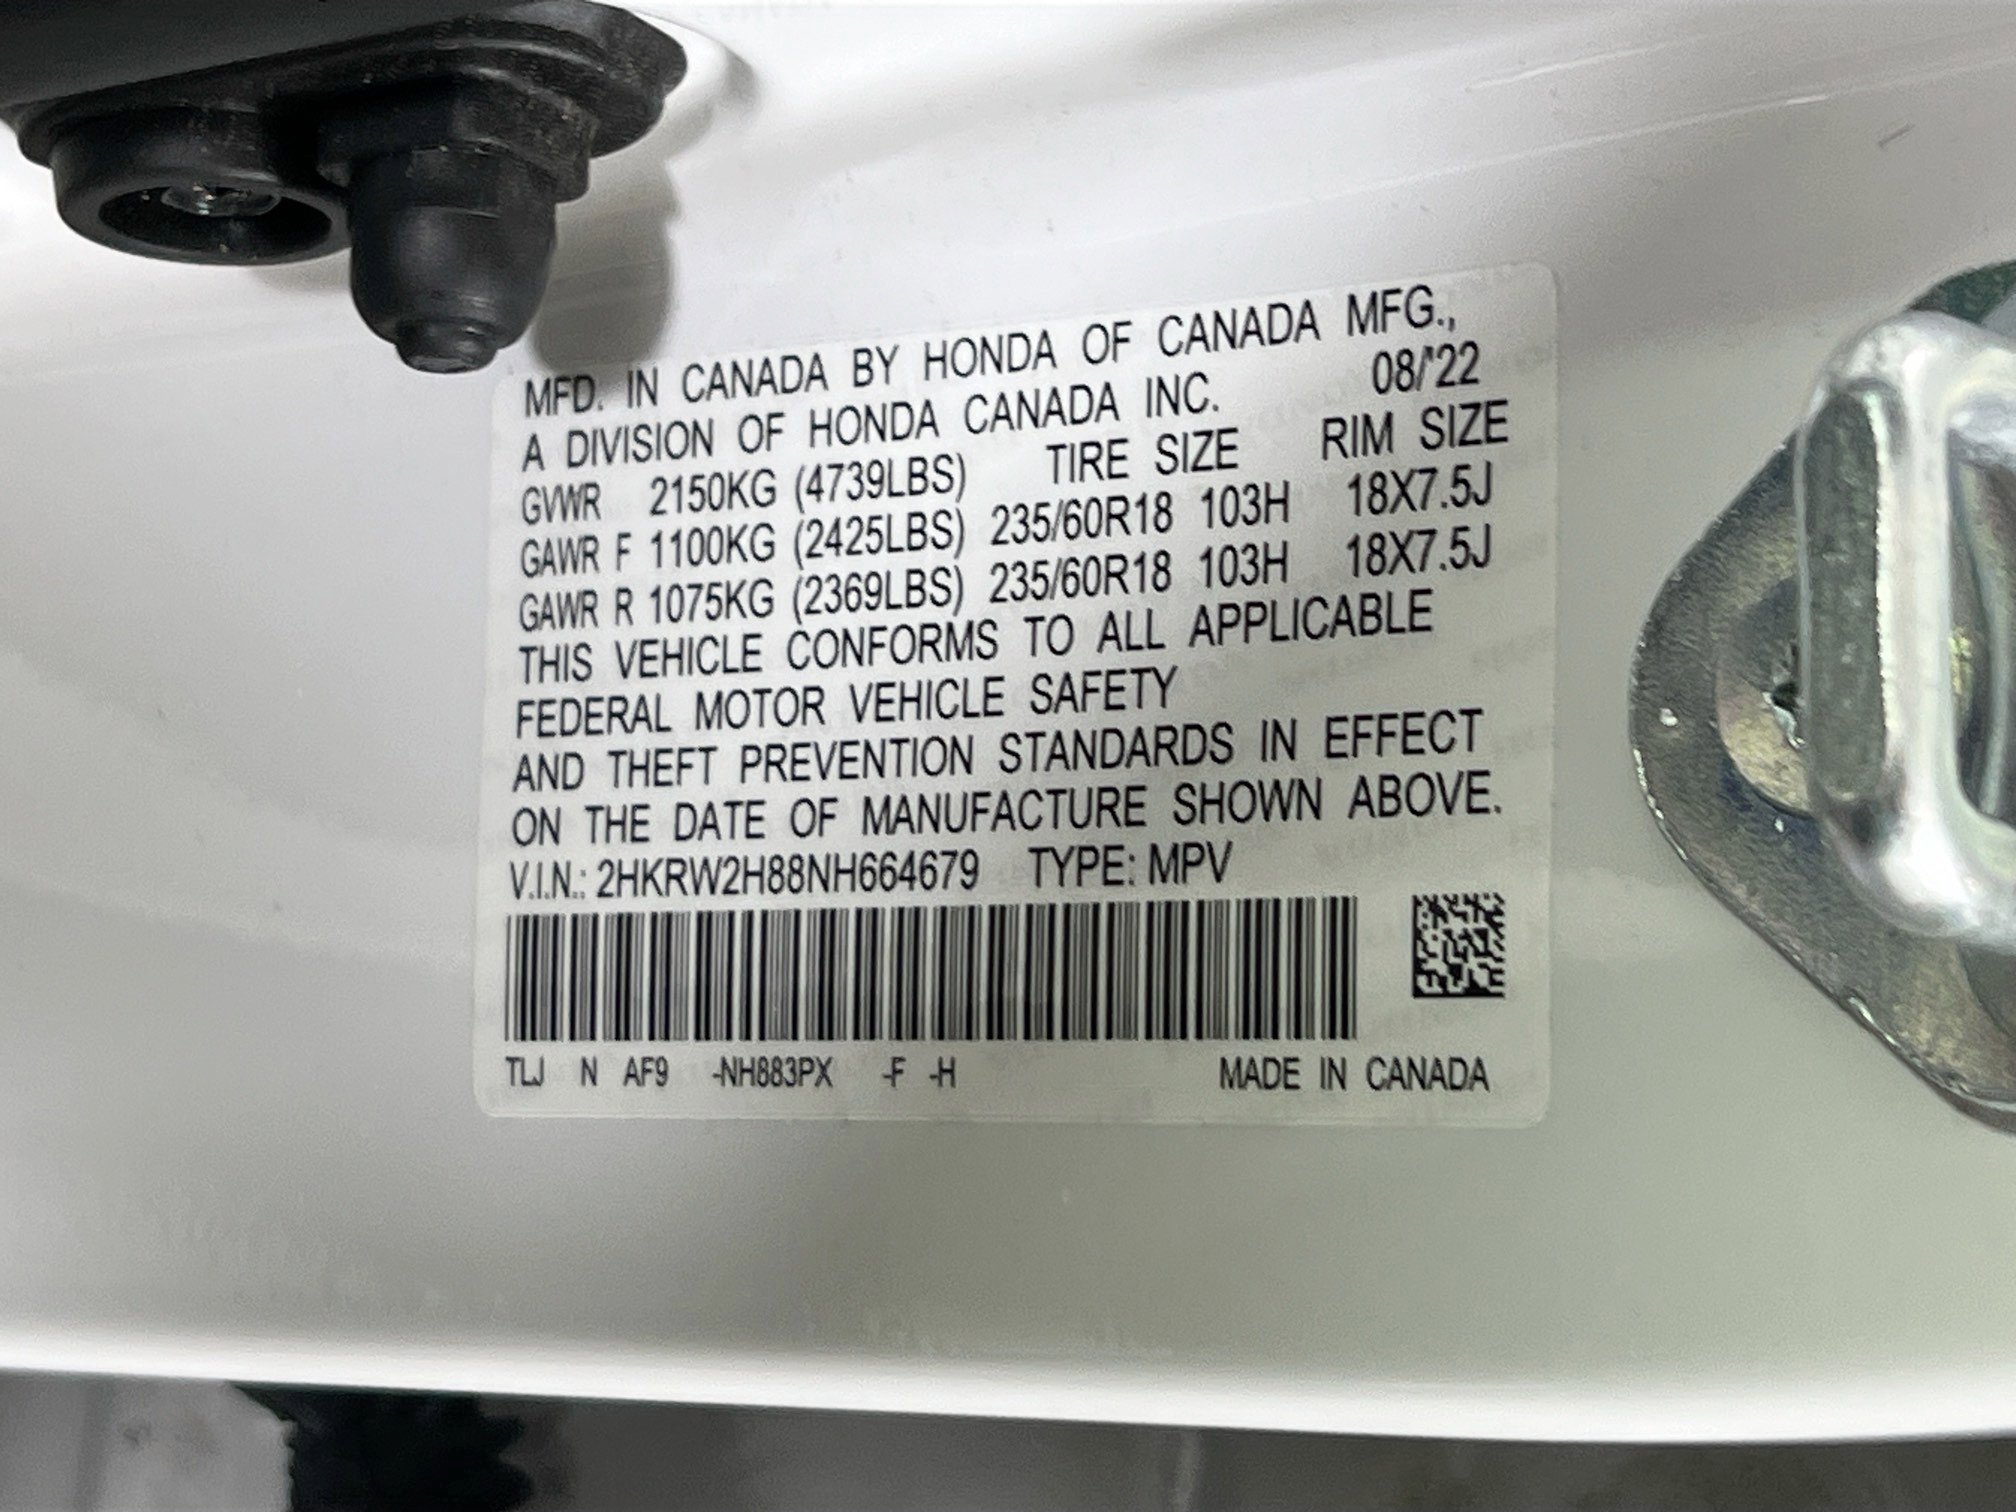 MFD. IN CANADA BY HONDA OF CANADA MFG.,
A DIVISION OF HONDA CANADA INC. 08/'22
GVWR 2150KG (4739LBS) TIRE SIZE RIM SIZE
GAWR F 1100KG (2425LBS) 235/60R18 103H 18X7.5J
GAWR R 1075KG (2369LBS) 235/60R18 103H 18X7.5J
THIS VEHICLE CONFORMS TO ALL APPLICABLE
FEDERAL MOTOR VEHICLE SAFETY
AND THEFT PREVENTION STANDARDS IN EFFECT
ON THE DATE OF MANUFACTURE SHOWN ABOVE.
V.I.N.: 2HKRW2H88NH664679 TYPE: MPV
TLJ N AF9 -NH883PX -F -H MADE IN CANADA